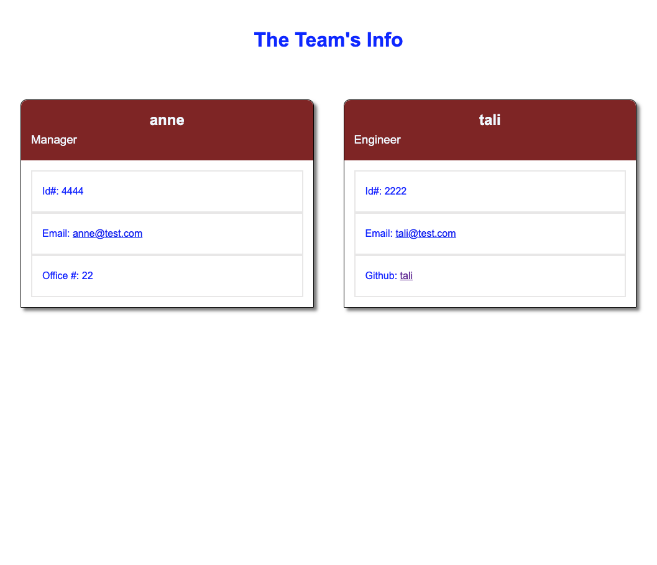 The Team's Info
anne
Manager
Id#: 4444
Email: anne@test.com
Office #: 22
tali
Engineer
Id#: 2222
Email: tali@test.com
Github: tali